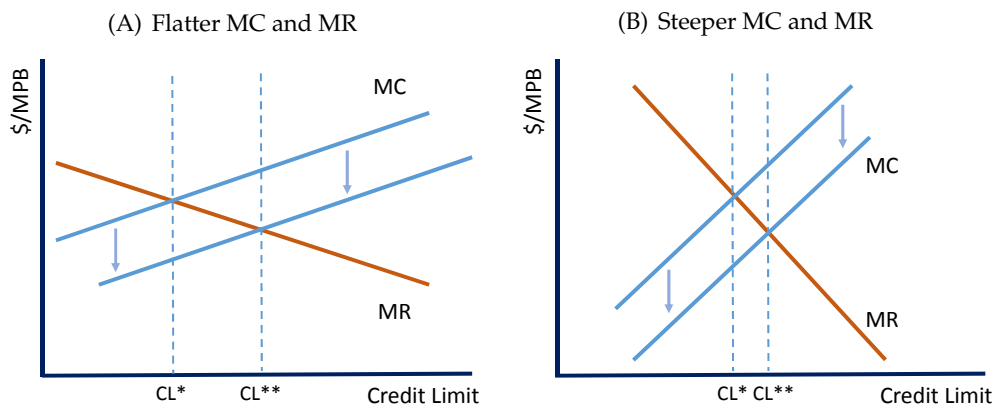 (A) Flatter MC and MR
$/MPB
MC
MR
CL*
CL**
Credit Limit
(B) Steeper MC and MR
$/MPB
MC
MR
CL*
CL**
Credit Limit